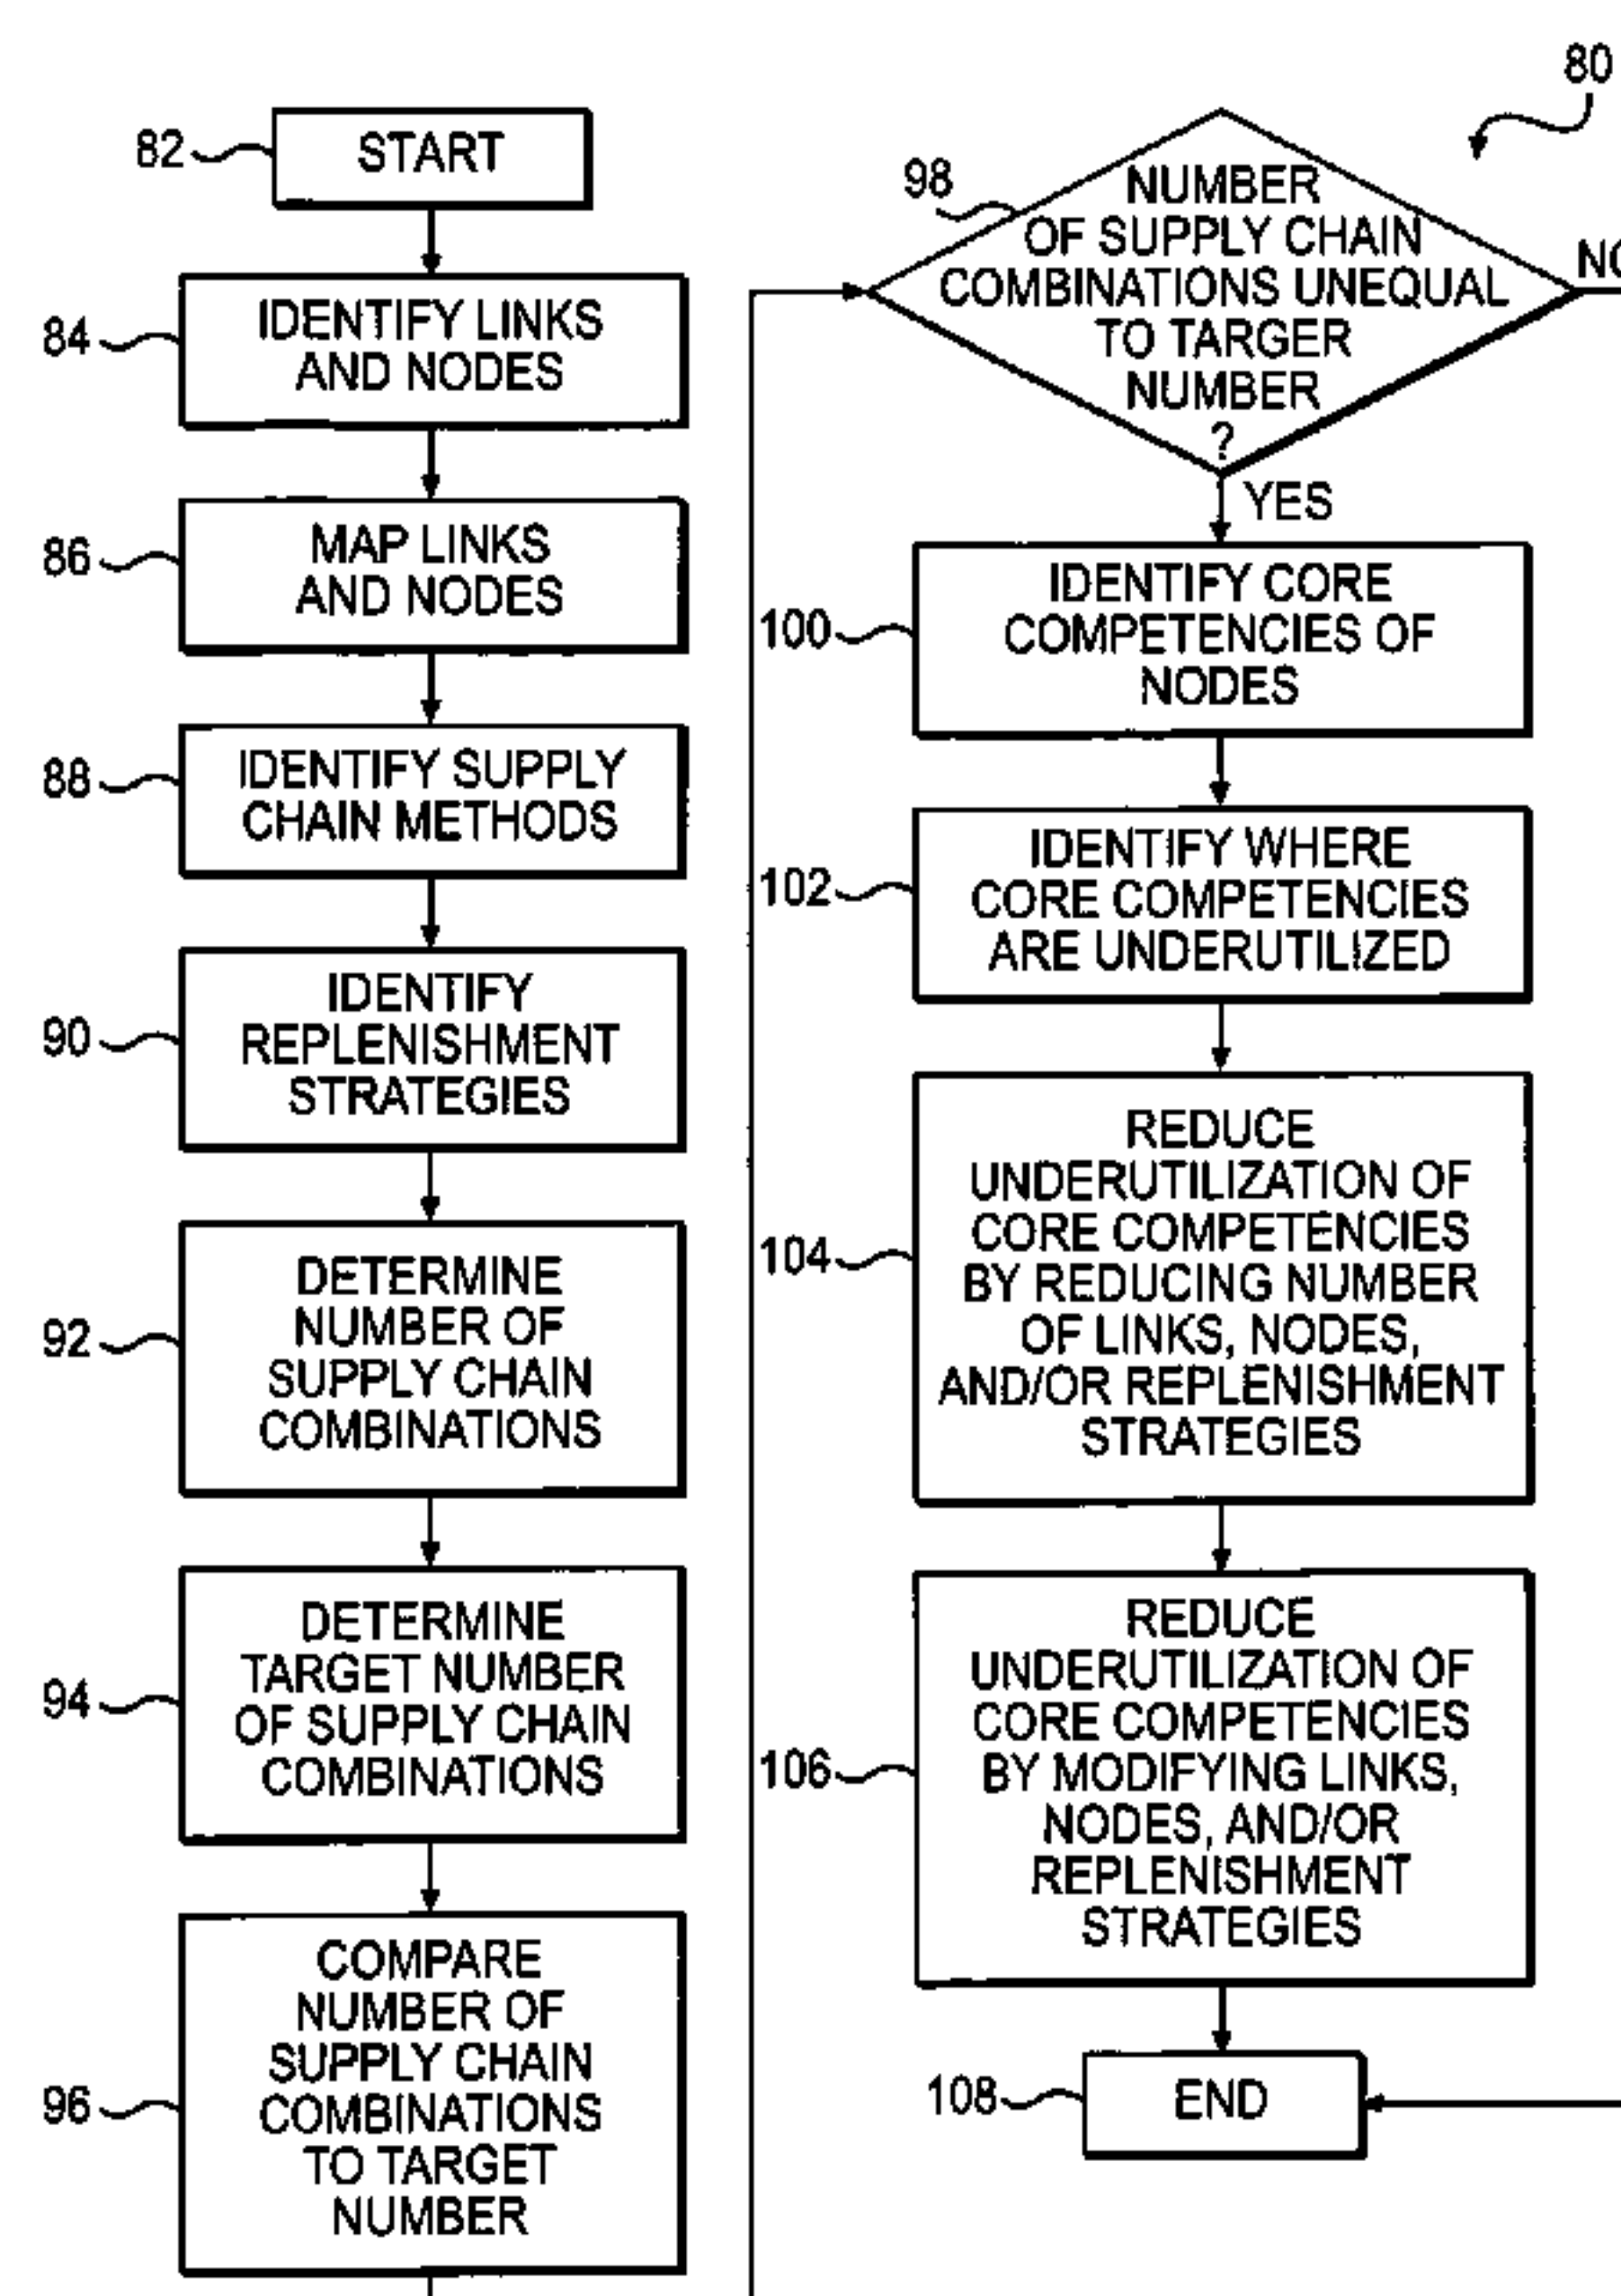 82
START
84
IDENTIFY LINKS
AND NODES
86
MAP LINKS
AND NODES
88
IDENTIFY SUPPLY
CHAIN METHODS
90
IDENTIFY
REPLENISHMENT
STRATEGIES
92
DETERMINE
NUMBER OF
SUPPLY CHAIN
COMBINATIONS
94
DETERMINE
TARGET NUMBER
OF SUPPLY CHAIN
COMBINATIONS
96
COMPARE
NUMBER OF
SUPPLY CHAIN
COMBINATIONS
TO TARGET
NUMBER
80
98
NUMBER
OF SUPPLY CHAIN
COMBINATIONS UNEQUAL
TO TARGER
NUMBER
?
NO
YES
100
IDENTIFY CORE
COMPETENCIES OF
NODES
102
IDENTIFY WHERE
CORE COMPETENCIES
ARE UNDERUTILIZED
104
REDUCE
UNDERUTILIZATION OF
CORE COMPETENCIES
BY REDUCING NUMBER
OF LINKS, NODES,
AND/OR REPLENISHMENT
STRATEGIES
106
REDUCE
UNDERUTILIZATION OF
CORE COMPETENCIES
BY MODIFYING LINKS,
NODES, AND/OR
REPLENISHMENT
STRATEGIES
108
END